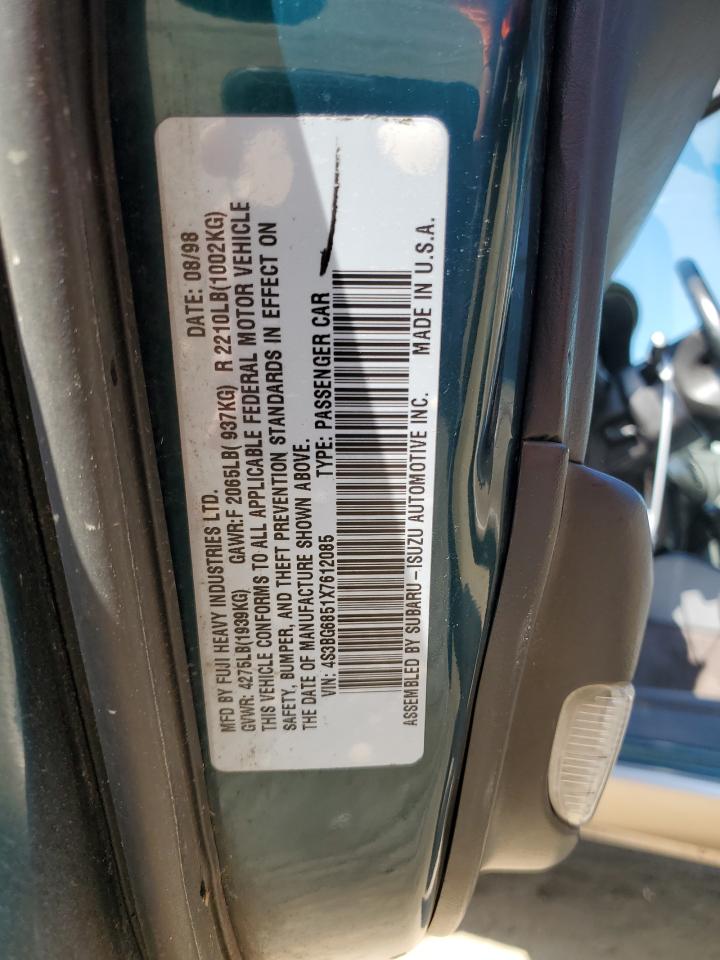 MFD BY FUJI HEAVY INDUSTRIES LTD. DATE: 08/98
GVWR: 4275LB(1939KG) GAWR:F 2065LB( 937KG) R 2210LB(1002KG)
THIS VEHICLE CONFORMS TO ALL APPLICABLE FEDERAL MOTOR VEHICLE
SAFETY, BUMPER, AND THEFT PREVENTION STANDARDS IN EFFECT ON
THE DATE OF MANUFACTURE SHOWN ABOVE.
VIN: 4S3BG6851X7612085 TYPE: PASSENGER CAR
ASSEMBLED BY SUBARU-ISUZU AUTOMOTIVE INC. MADE IN U.S.A.